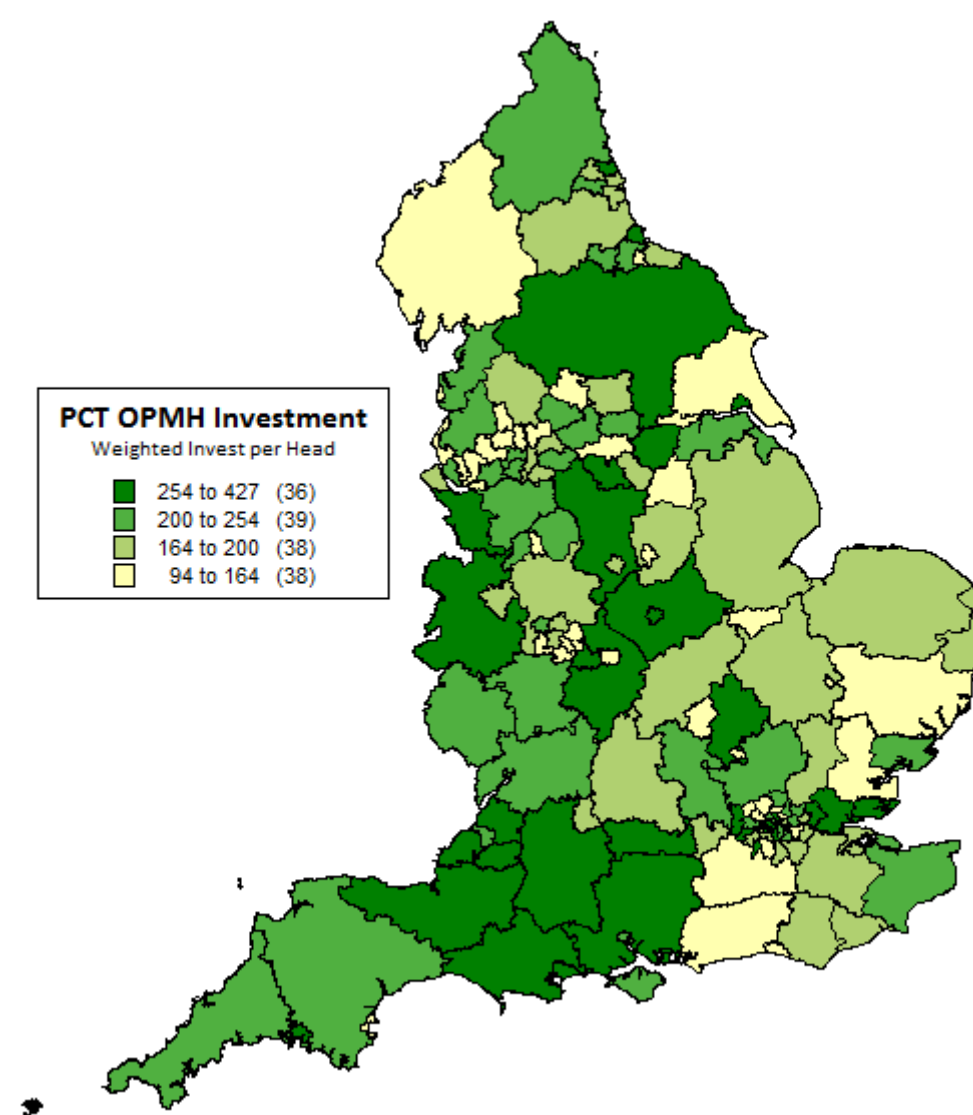 PCT OPMH Investment
Weighted Invest per Head
254 to 427 (36)
200 to 254 (39)
164 to 200 (38)
94 to 164 (38)